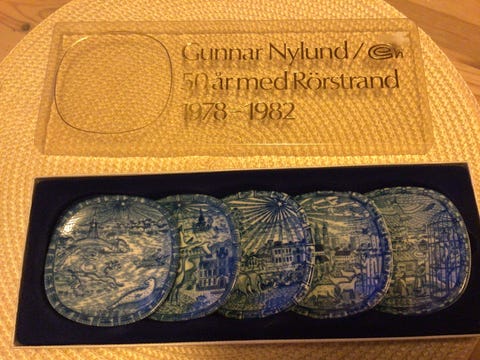 Gunnar Nylund /
50 år med Rörstrand
1978–1982